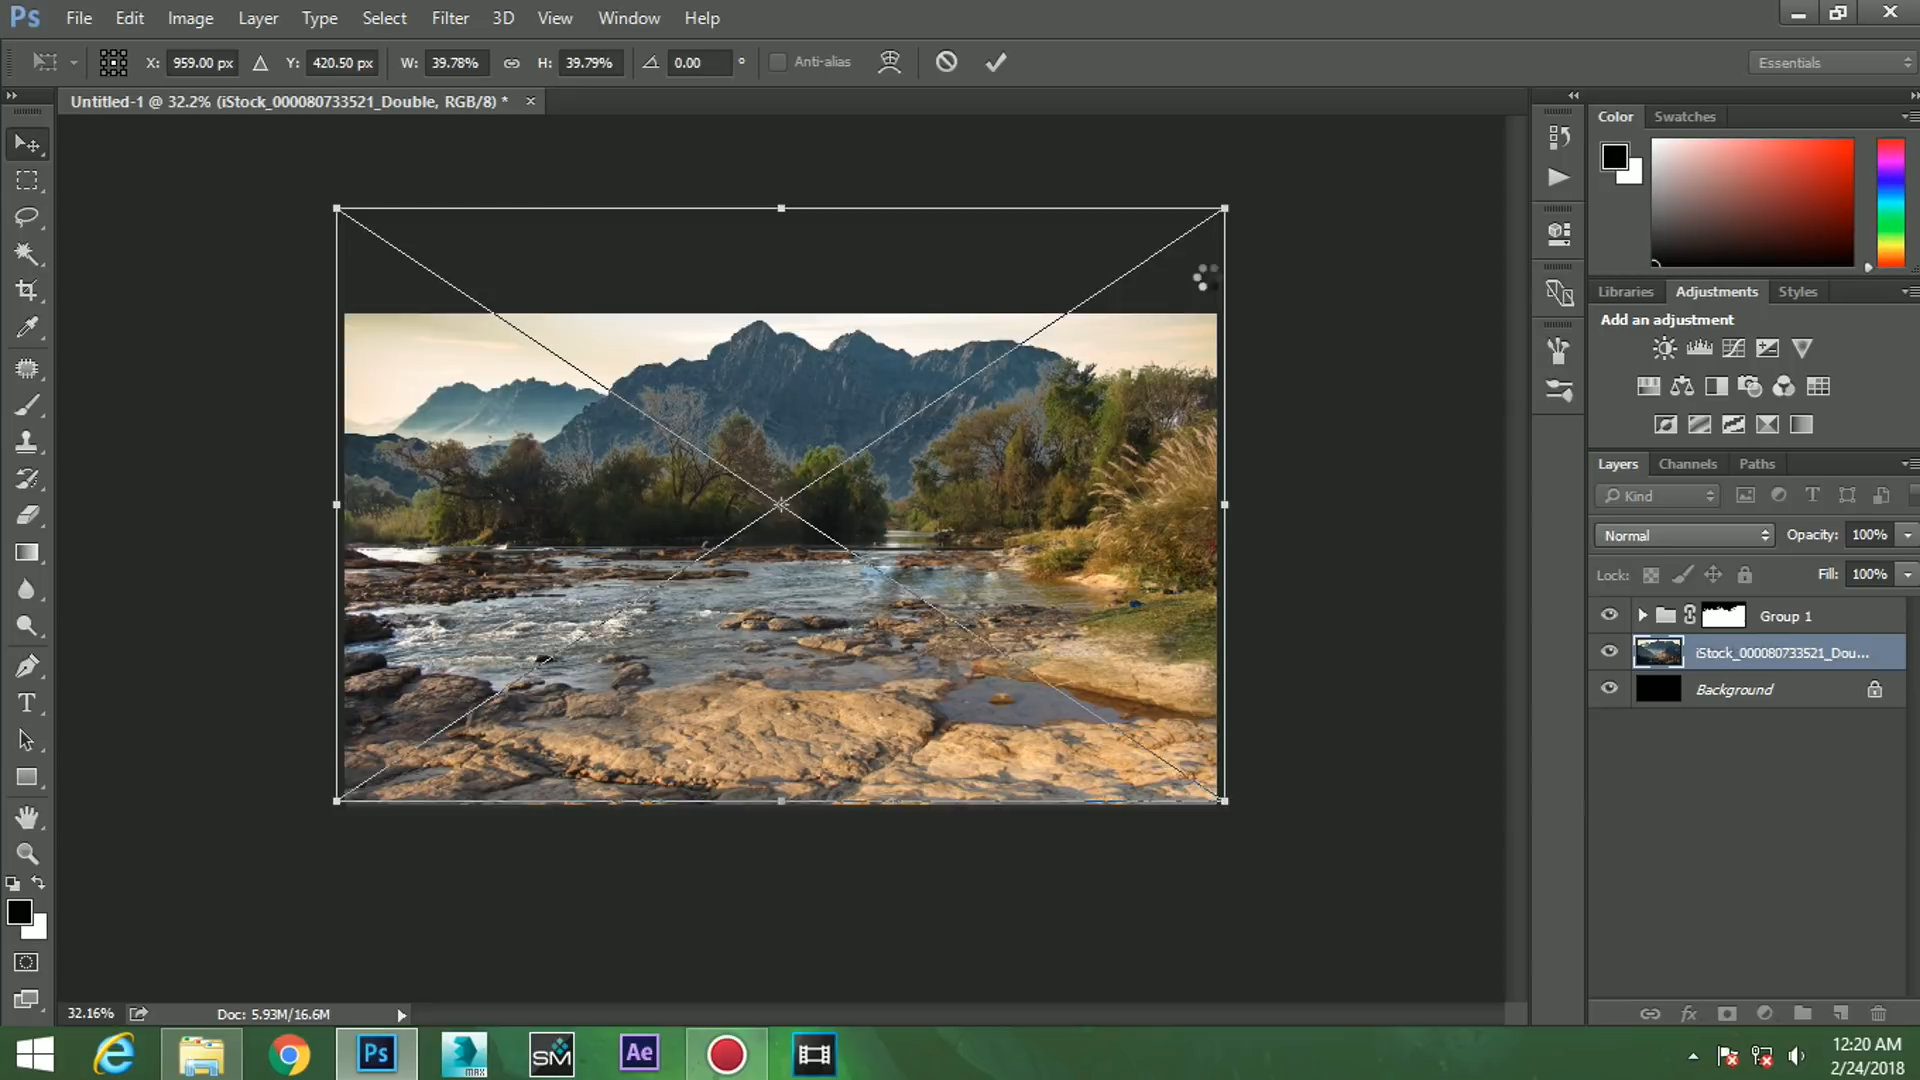 Ps File Edit Image Layer Type Select Filter 3D View Window Help
X: 959.00 px Y: 420.50 px W: 39.78% H: 39.79% 0.00 ° Anti-alias Essentials
Untitled-1 @ 32.2% (iStock_000080733521_Double, RGB/8) * ×
Color Swatches
Libraries Adjustments Styles
Add an adjustment
Layers Channels Paths
Kind
Normal Opacity: 100%
Lock: Fill: 100%
Group 1
iStock_000080733521_Dou...
Background
fx
32.16% Doc: 5.93M/16.6M
Ps MAX SM Ae
12:20 AM
2/24/2018